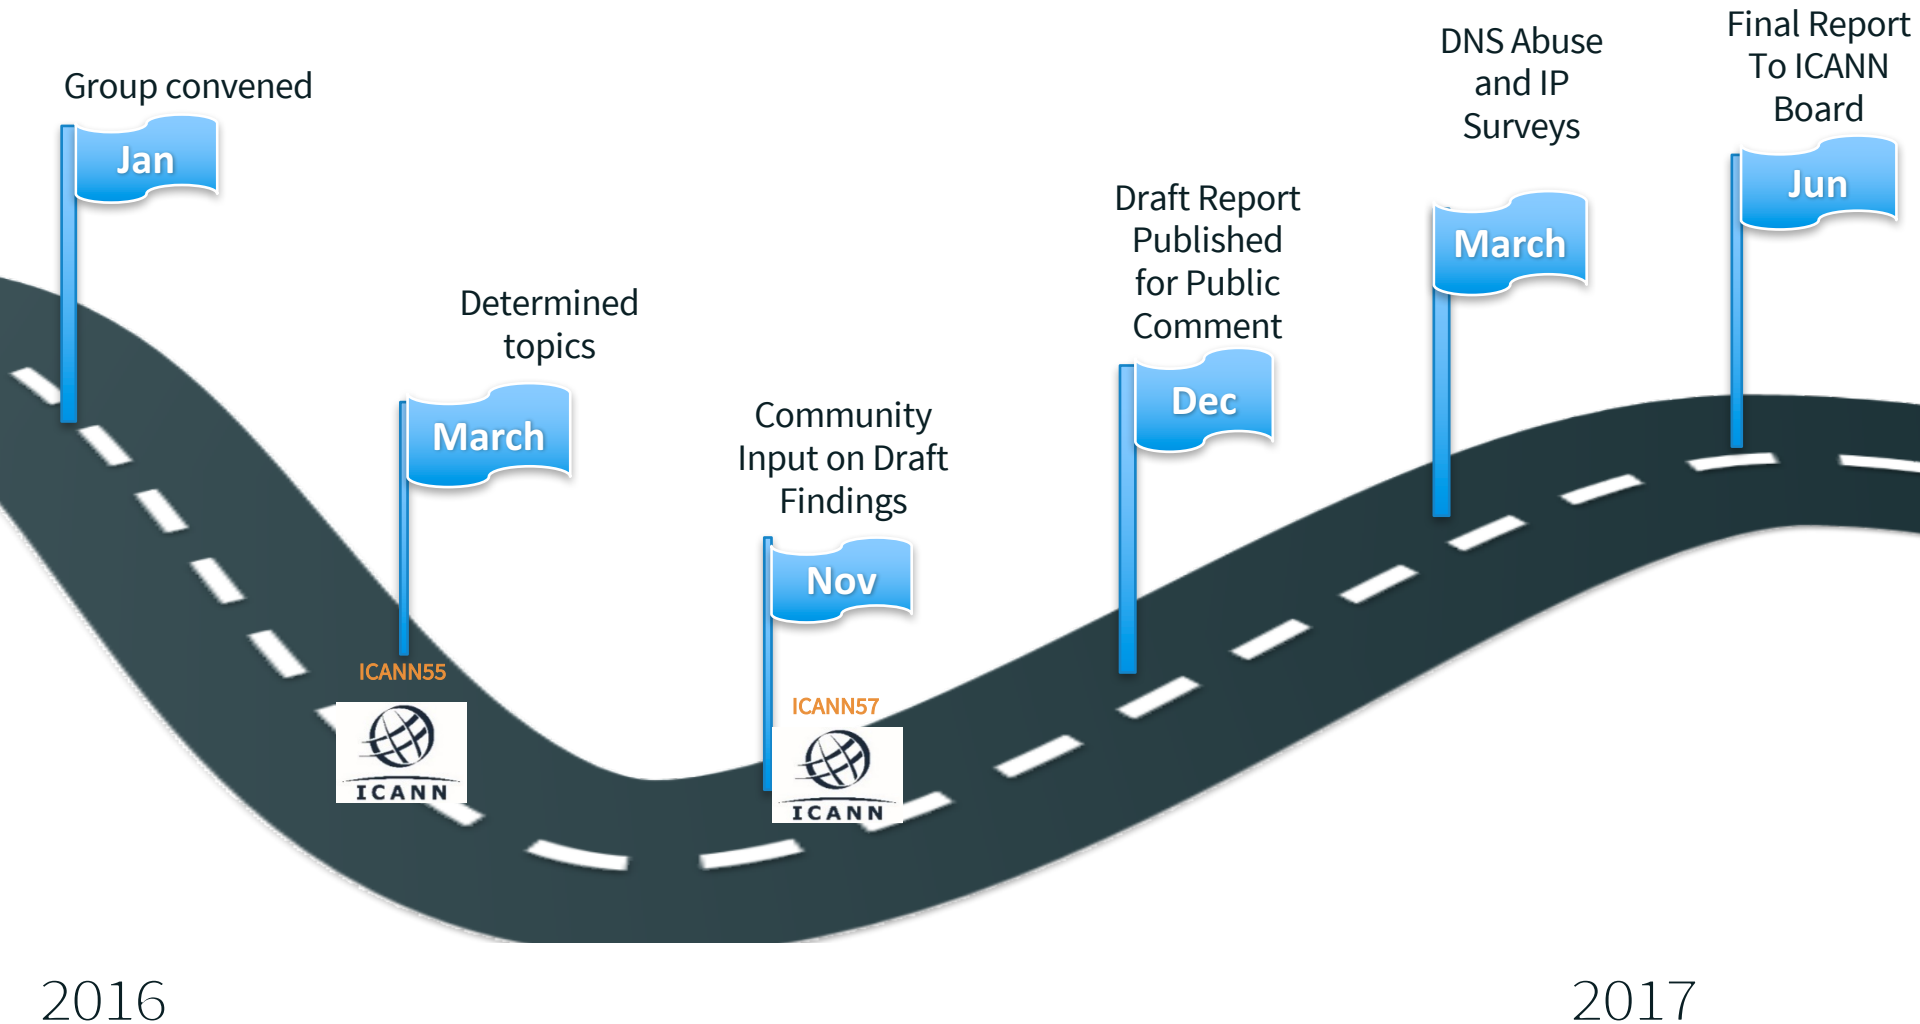 Group convened
Jan
Determined
topics
March
ICANN55
ICANN
Community
Input on Draft
Findings
Nov
ICANN57
ICANN
Draft Report
Published
for Public
Comment
Dec
DNS Abuse
and IP
Surveys
March
Final Report
To ICANN
Board
Jun
2016
2017